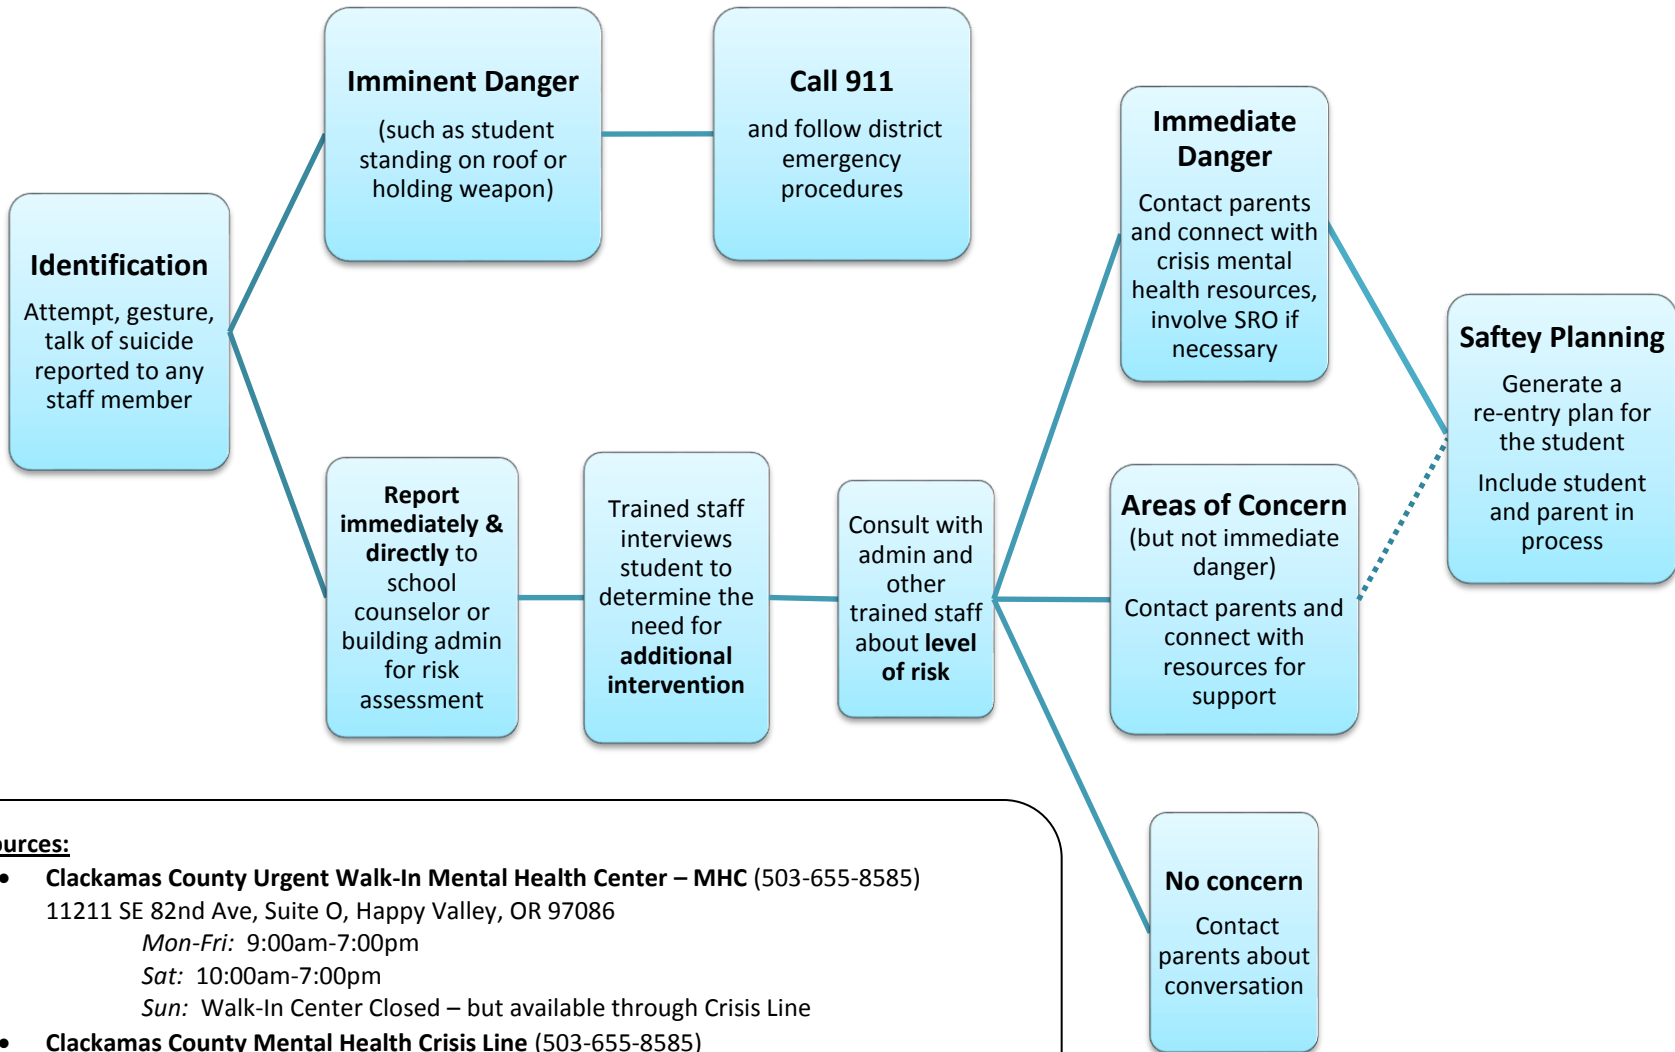 Identification
Attempt, gesture,
talk of suicide
reported to any
staff member
Imminent Danger
(such as student
standing on roof or
holding weapon)
Call 911
and follow district
emergency
procedures
Report
immediately &
directly to
school
counselor or
building admin
for risk
assessment
Trained staff
interviews
student to
determine the
need for
additional
intervention
Consult with
admin and
other
trained staff
about level
of risk
Immediate
Danger
Contact parents
and connect with
crisis mental
health resources,
involve SRO if
necessary
Areas of Concern
(but not immediate
danger)
Contact parents and
connect with
resources for
support
No concern
Contact
parents about
conversation
Saftey Planning
Generate a
re-entry plan for
the student
Include student
and parent in
process
ources:
• Clackamas County Urgent Walk-In Mental Health Center – MHC (503-655-8585)
11211 SE 82nd Ave, Suite O, Happy Valley, OR 97086
Mon-Fri: 9:00am-7:00pm
Sat: 10:00am-7:00pm
Sun: Walk-In Center Closed – but available through Crisis Line
• Clackamas County Mental Health Crisis Line (503-655-8585)